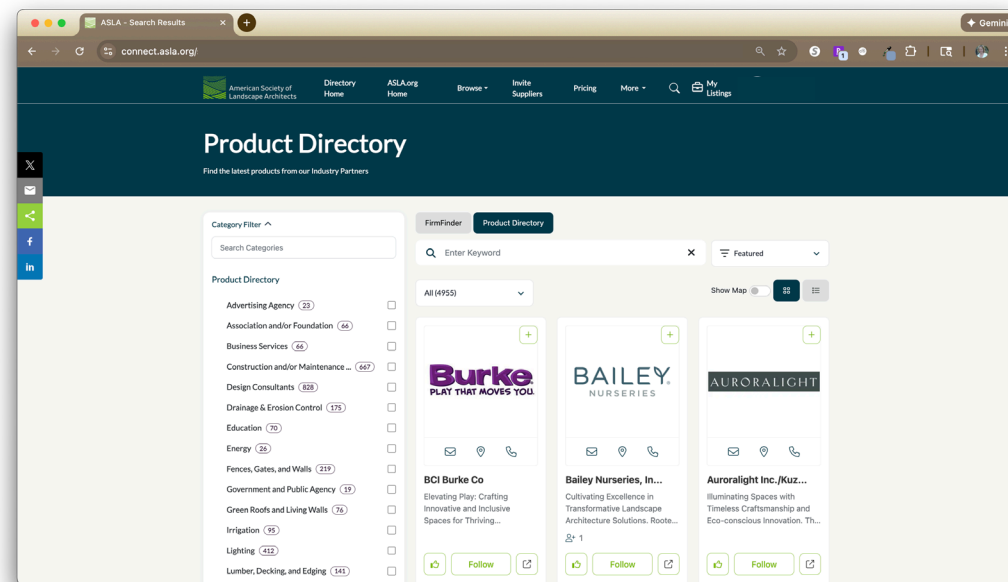 ASLA - Search Results
Gemini
connect.asla.org/
American Society of
Landscape Architects
Directory
Home
ASLA.org
Home
Browse
Invite
Suppliers
Pricing
More
My
Listings
Product Directory
Find the latest products from our Industry Partners
Category Filter
Search Categories
Product Directory
Advertising Agency 23
Association and/or Foundation 66
Business Services 66
Construction and/or Maintenance ... 667
Design Consultants 828
Drainage & Erosion Control 175
Education 70
Energy 26
Fences, Gates, and Walls 219
Government and Public Agency 19
Green Roofs and Living Walls 76
Irrigation 95
Lighting 412
Lumber, Decking, and Edging 141
FirmFinder Product Directory
Enter Keyword
Featured
All (4955)
Show Map
Burke
PLAY THAT MOVES YOU.
BCI Burke Co
Elevating Play: Crafting
Innovative and Inclusive
Spaces for Thriving...
Follow
BAILEY
NURSERIES
Bailey Nurseries, In...
Cultivating Excellence in
Transformative Landscape
Architecture Solutions. Roote...
1
Follow
AURORALIGHT
Auroralight Inc./Kuz...
Illuminating Spaces with
Timeless Craftsmanship and
Eco-conscious Innovation. Th...
Follow